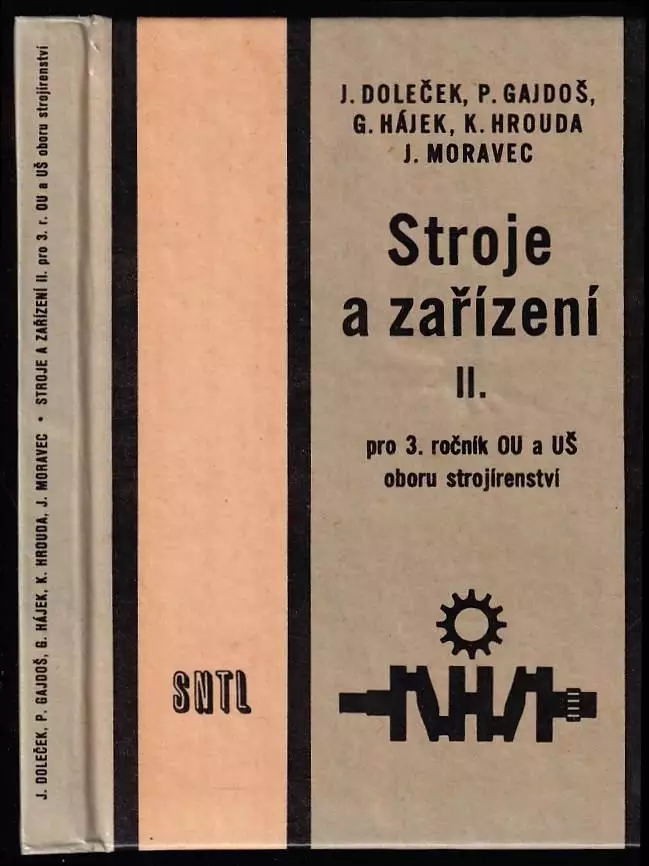 J. DOLEČEK, P. GAJDOŠ, G. HÁJEK, K. HROUDA, J. MORAVEC • STROJE A ZAŘÍZENÍ II. pro 3. r. OU a UŠ oboru strojírenství
SNTL
J. DOLEČEK, P. GAJDOŠ,
G. HÁJEK, K. HROUDA
J. MORAVEC
Stroje
a zařízení
II.
pro 3. ročník OU a UŠ
oboru strojírenství